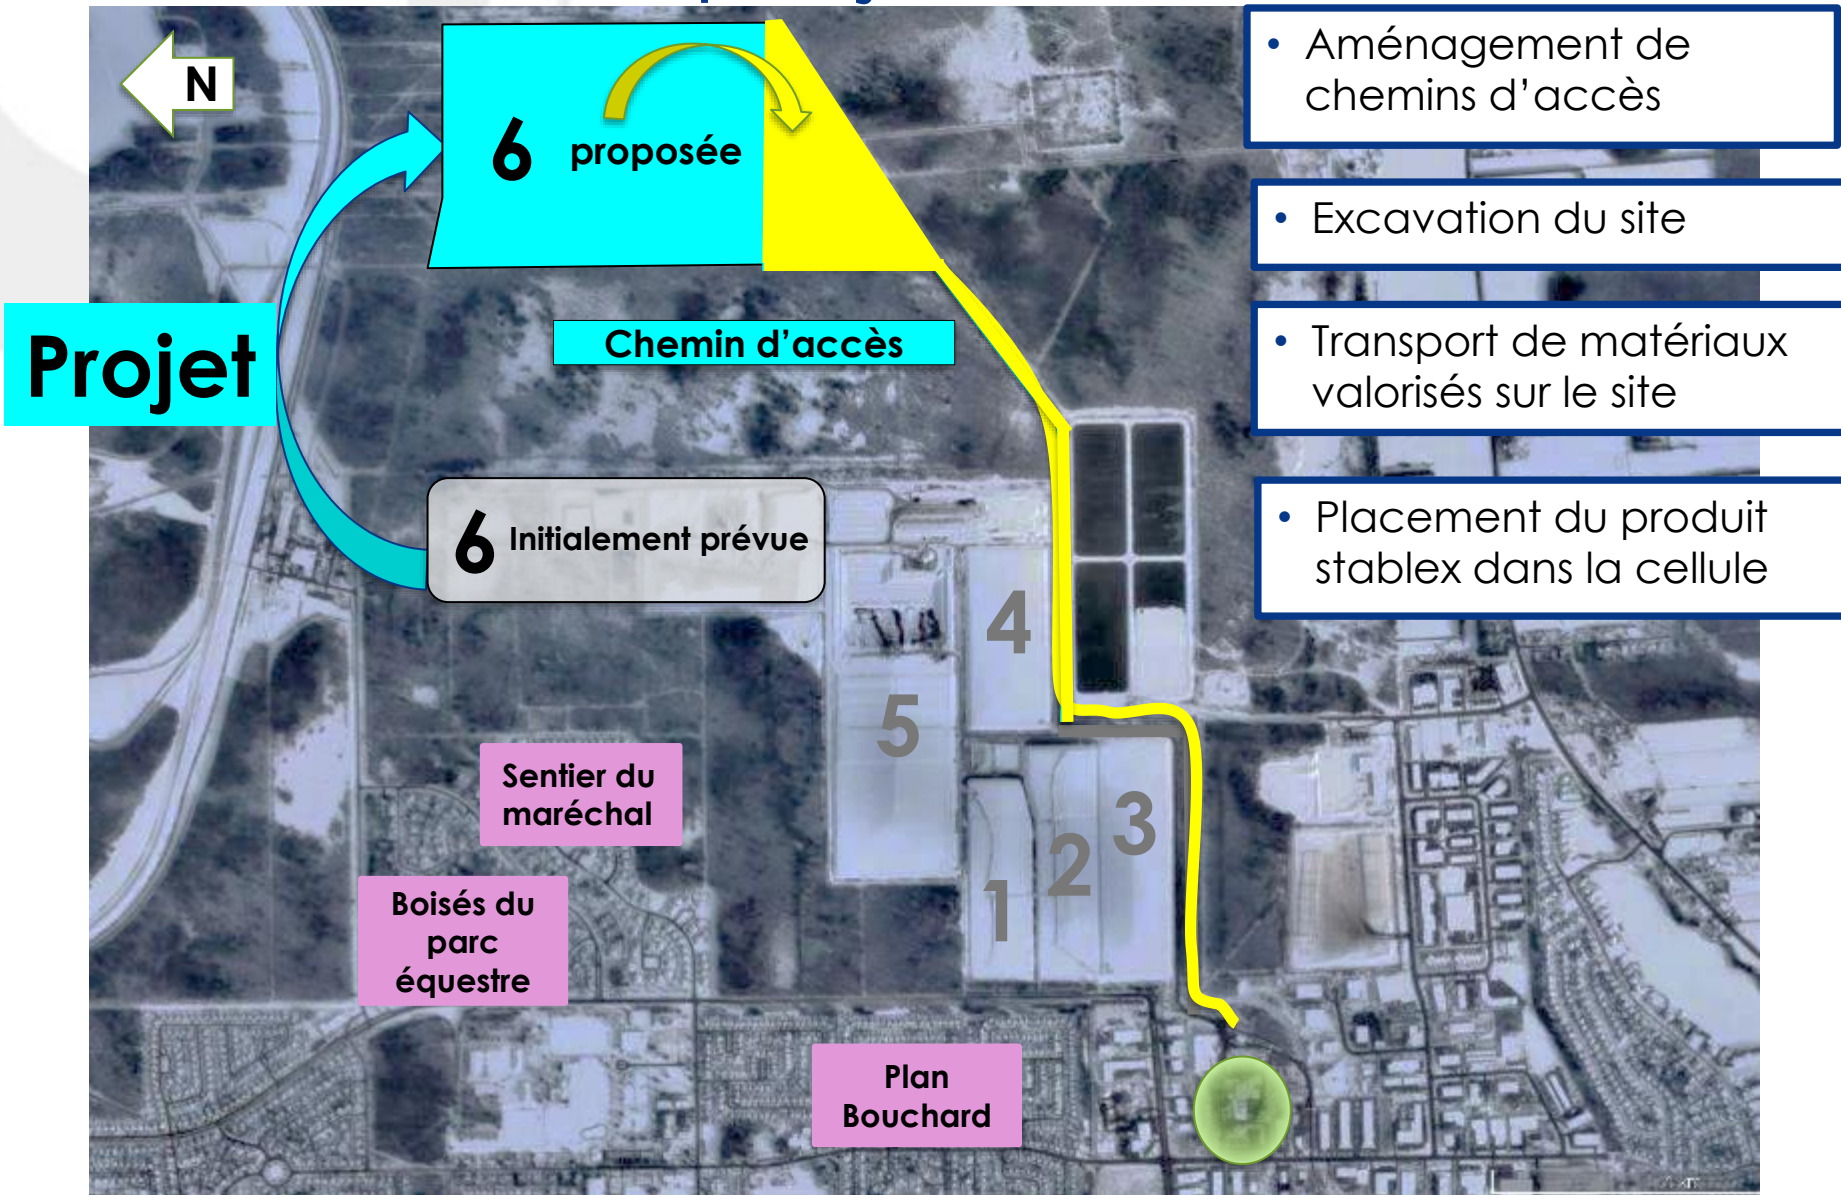 N
6 proposée
Projet
Chemin d'accès
6 Initialement prévue
4
5
3
2
1
Sentier du
maréchal
Boisés du
parc
équestre
Plan
Bouchard
• Aménagement de
chemins d'accès
• Excavation du site
• Transport de matériaux
valorisés sur le site
• Placement du produit
stablex dans la cellule